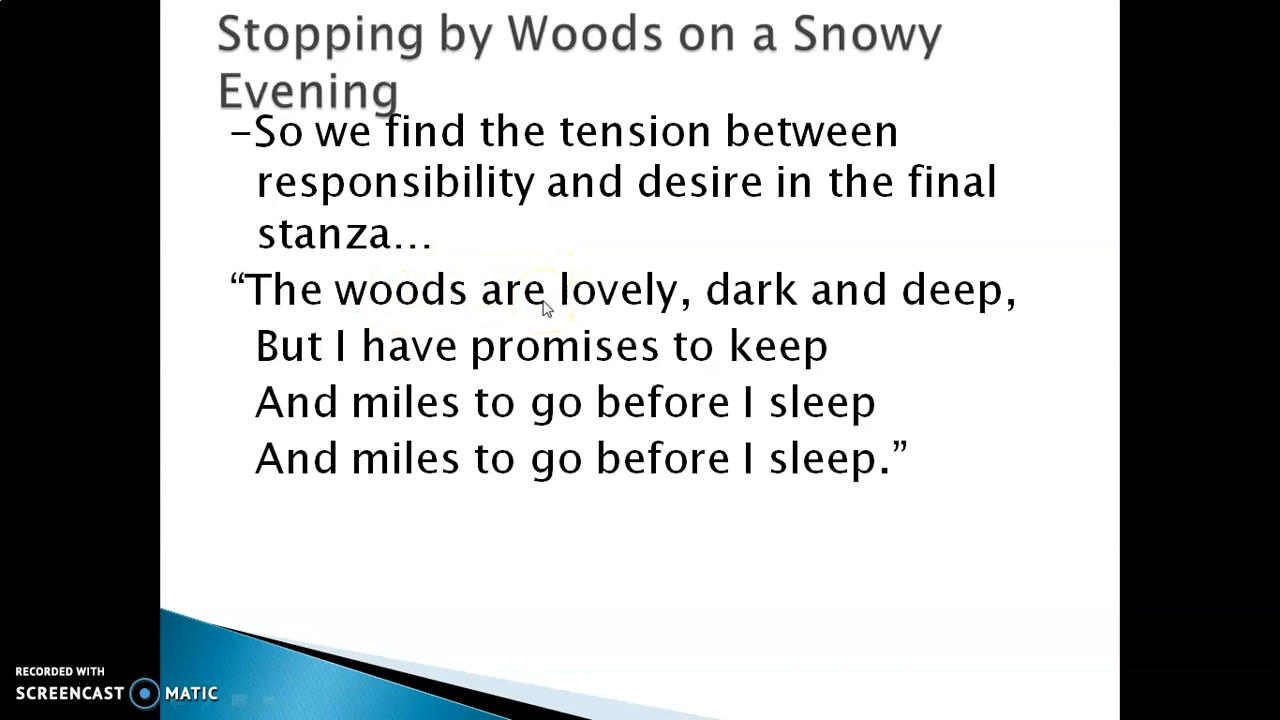 Stopping by Woods on a Snowy
Evening
–So we find the tension between
responsibility and desire in the final
stanza…
“The woods are lovely, dark and deep,
But I have promises to keep
And miles to go before I sleep
And miles to go before I sleep.”
RECORDED WITH
SCREENCAST MATIC